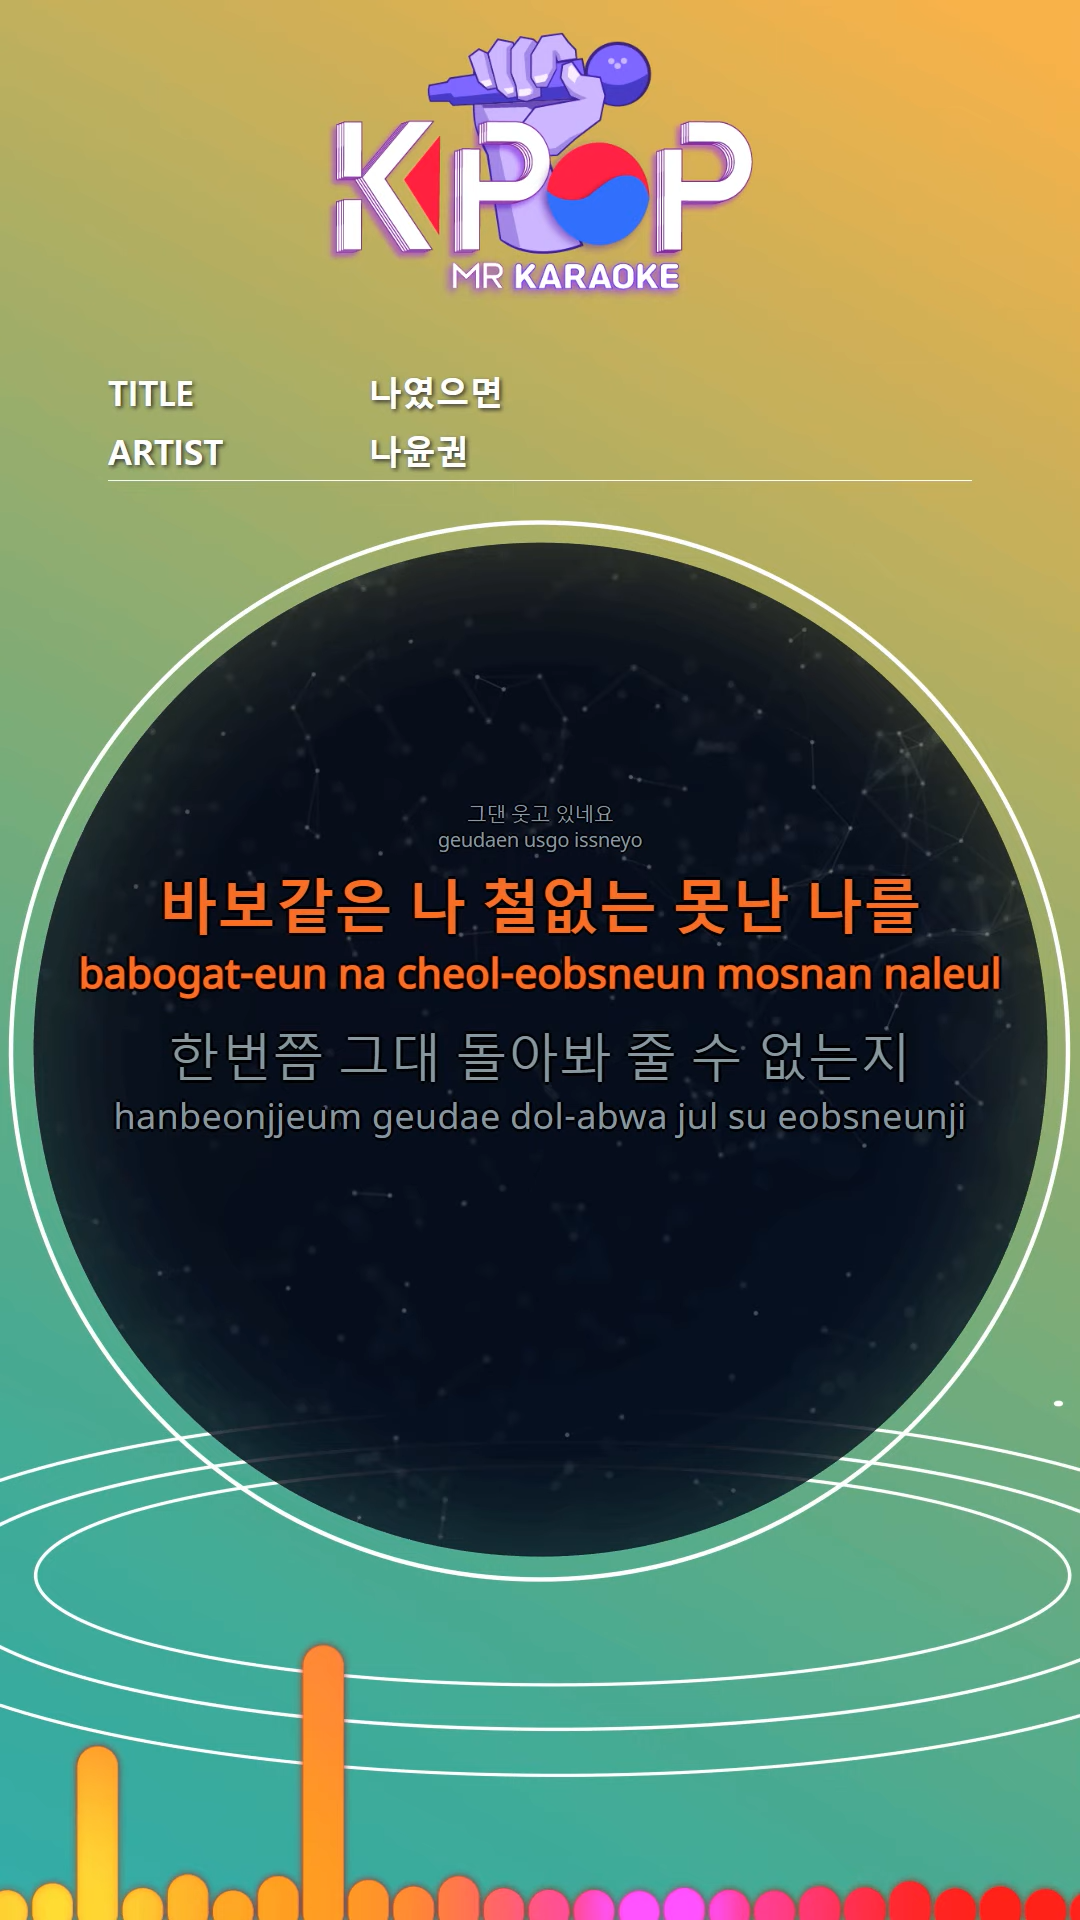 KPOP
MR KARAOKE
TITLE 나였으면
ARTIST 나윤권
그댄 웃고 있네요
geudaen usgo issneyo
바보같은 나 철없는 못난 나를
babogat-eun na cheol-eobsneun mosnan naleul
한번쯤 그대 돌아봐 줄 수 없는지
hanbeonjjeum geudae dol-abwa jul su eobsneunji